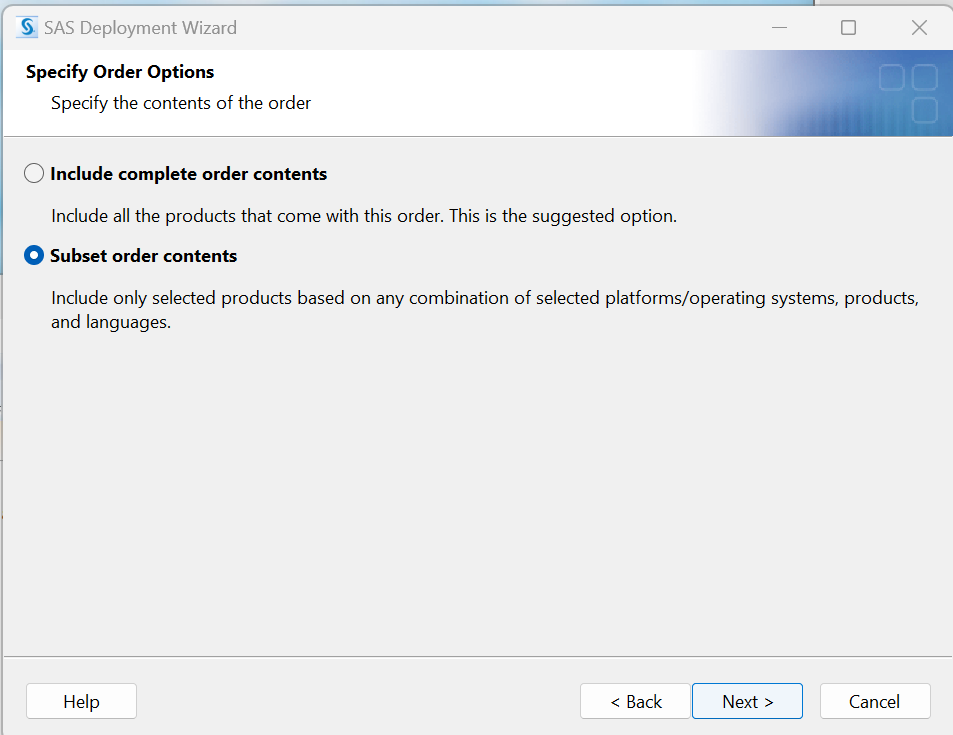 SAS Deployment Wizard
Specify Order Options
Specify the contents of the order
Include complete order contents
Include all the products that come with this order. This is the suggested option.
Subset order contents
Include only selected products based on any combination of selected platforms/operating systems, products,
and languages.
Help
< Back
Next >
Cancel